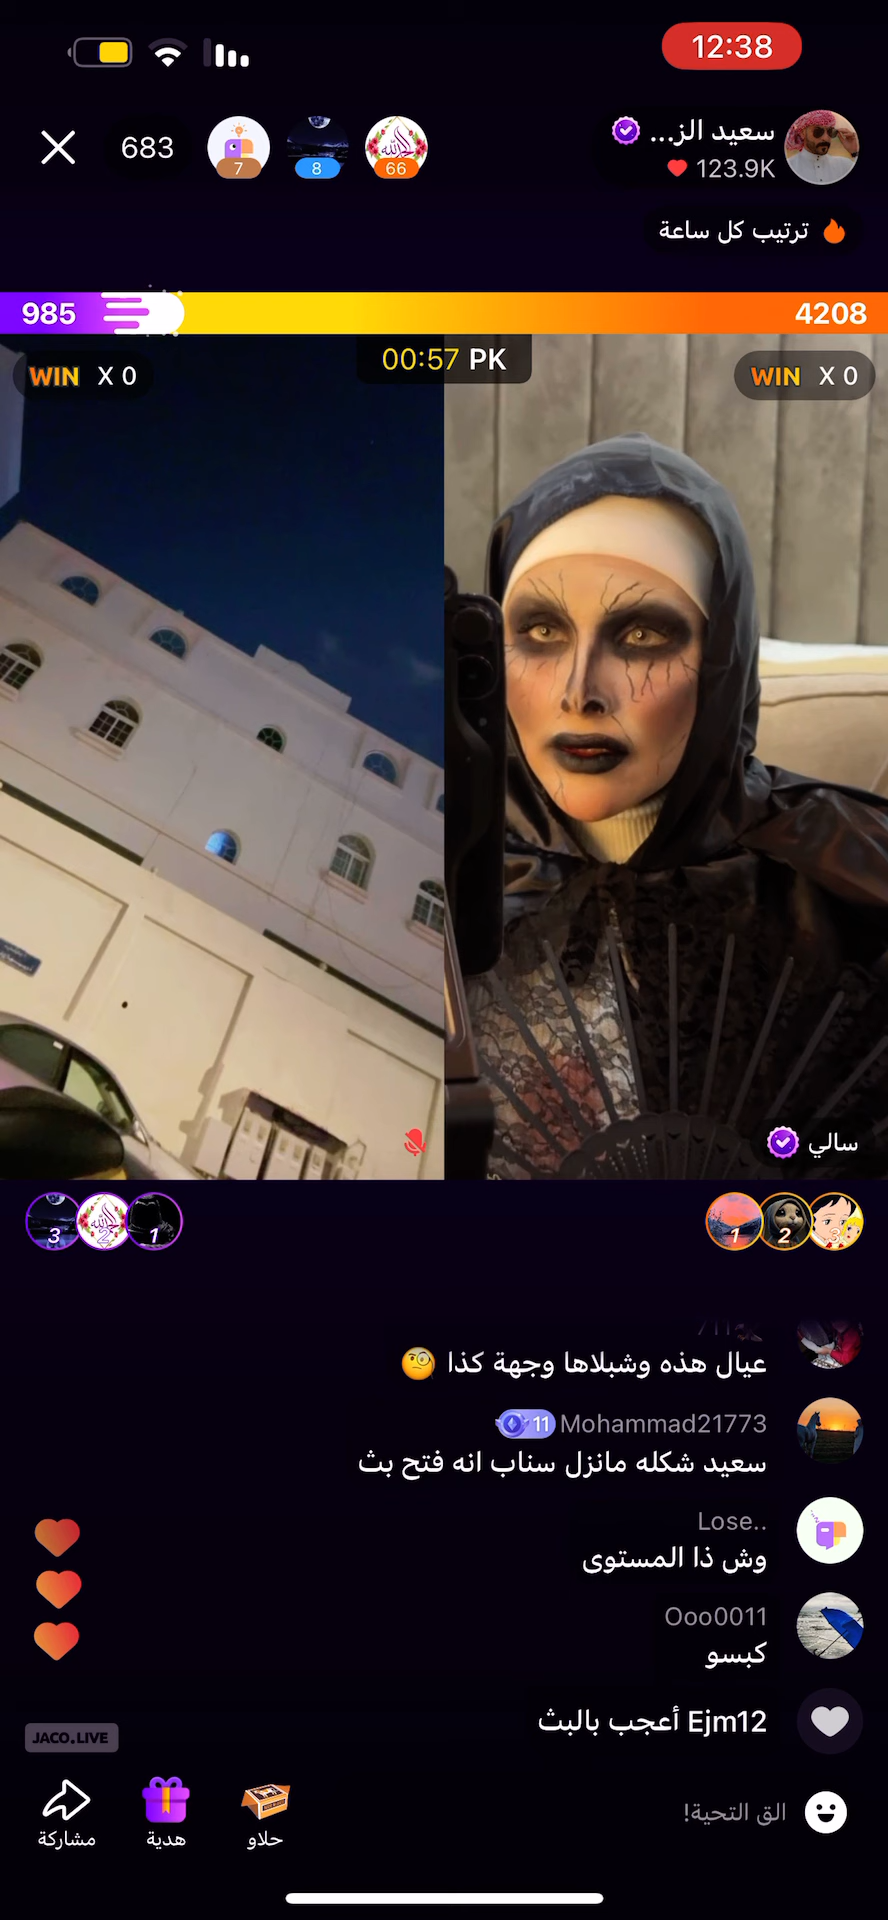 12:38
683
7
8
66
سعيد الز...
123.9K
ترتيب كل ساعة
985
4208
WIN X 0
00:57 PK
WIN X 0
سالي
3
2
1
1
2
3
عيال هذه وشبلاها وجهة كذا
11 Mohammad21773
سعيد شكله مانزل سناب انه فتح بث
Lose..
وش ذا المستوى
Ooo0011
كبسو
Ejm12 أعجب بالبث
JACO.LIVE
مشاركة
هدية
حلاو
الق التحية!